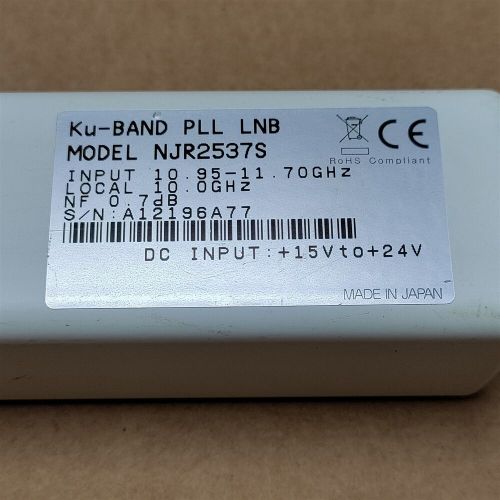 Ku-BAND PLL LNB
MODEL NJR2537S
INPUT 10.95-11.70GHz
LOCAL 10.0GHz
NF 0.7dB
S/N:A12196A77
DC INPUT:+15Vto+24V
CE
RoHS Compliant
MADE IN JAPAN